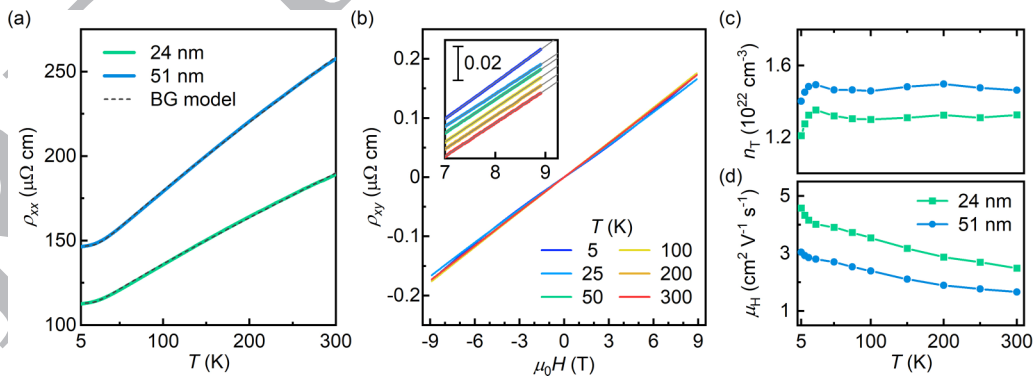 (a)
24 nm
51 nm
BG model
250
200
150
100
ρxx (μΩ cm)
5
100
200
300
T (K)
(b)
0.2
0.1
0
-0.1
-0.2
ρxy (μΩ cm)
0.02
7
8
9
T (K)
5 100
25 200
50 300
-9
-6
-3
0
3
6
9
μ0H (T)
(c)
1.6
1.2
nT (10^22 cm^-3)
(d)
5
3
1
μH (cm^2 V^-1 s^-1)
24 nm
51 nm
5
100
200
300
T (K)